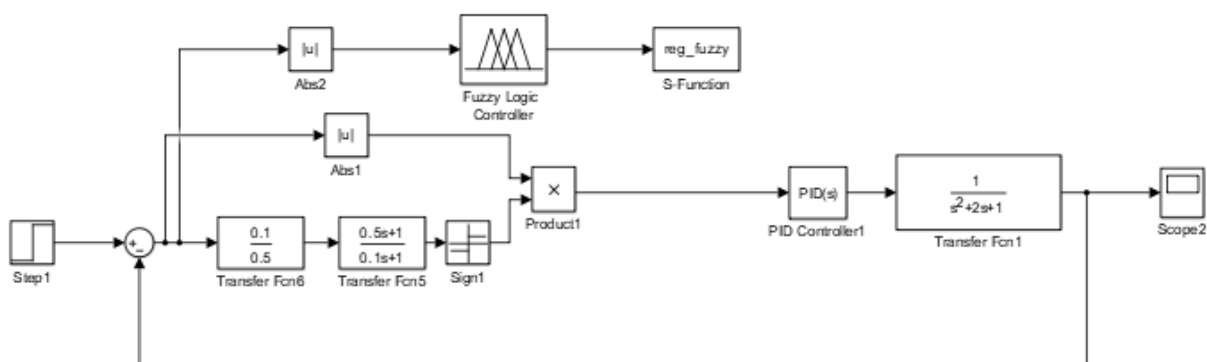 |u|
Abs2
Fuzzy Logic
Controller
reg_fuzzy
S-Function
|u|
Abs1
×
Product1
PID(s)
PID Controller1
1
s²+2s+1
Transfer Fcn1
Scope2
Step1
+
−
0.1
0.5
Transfer Fcn6
0.5s+1
0.1s+1
Transfer Fcn5
Sign1